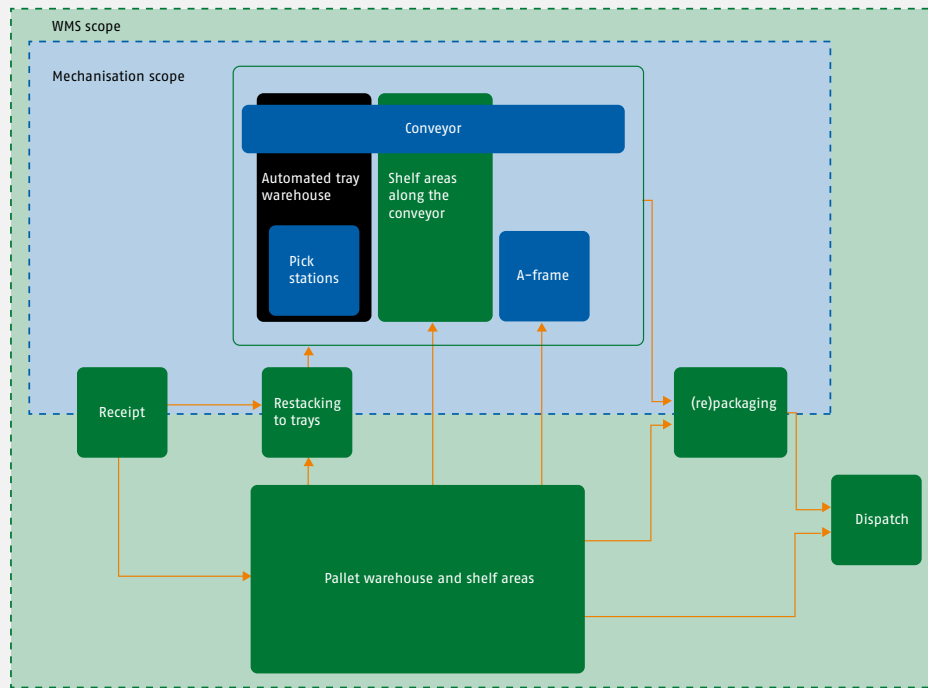 WMS scope
Mechanisation scope
Conveyor
Automated tray
warehouse
Shelf areas
along the
conveyor
Pick
stations
A-frame
Receipt
Restacking
to trays
(re)packaging
Dispatch
Pallet warehouse and shelf areas